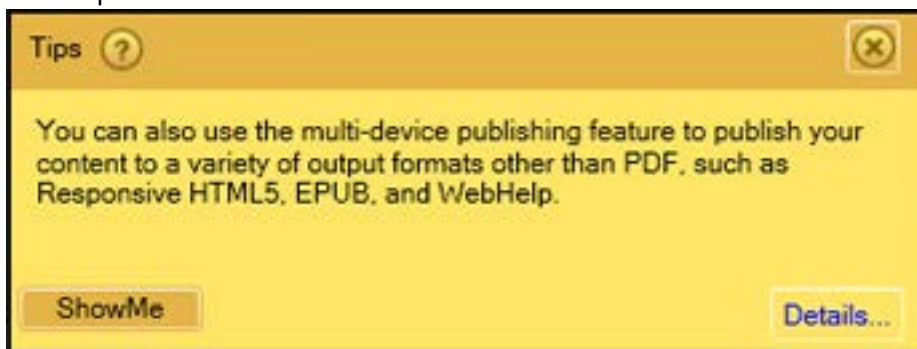 Tips ?
You can also use the multi-device publishing feature to publish your
content to a variety of output formats other than PDF, such as
Responsive HTML5, EPUB, and WebHelp.
ShowMe
Details...